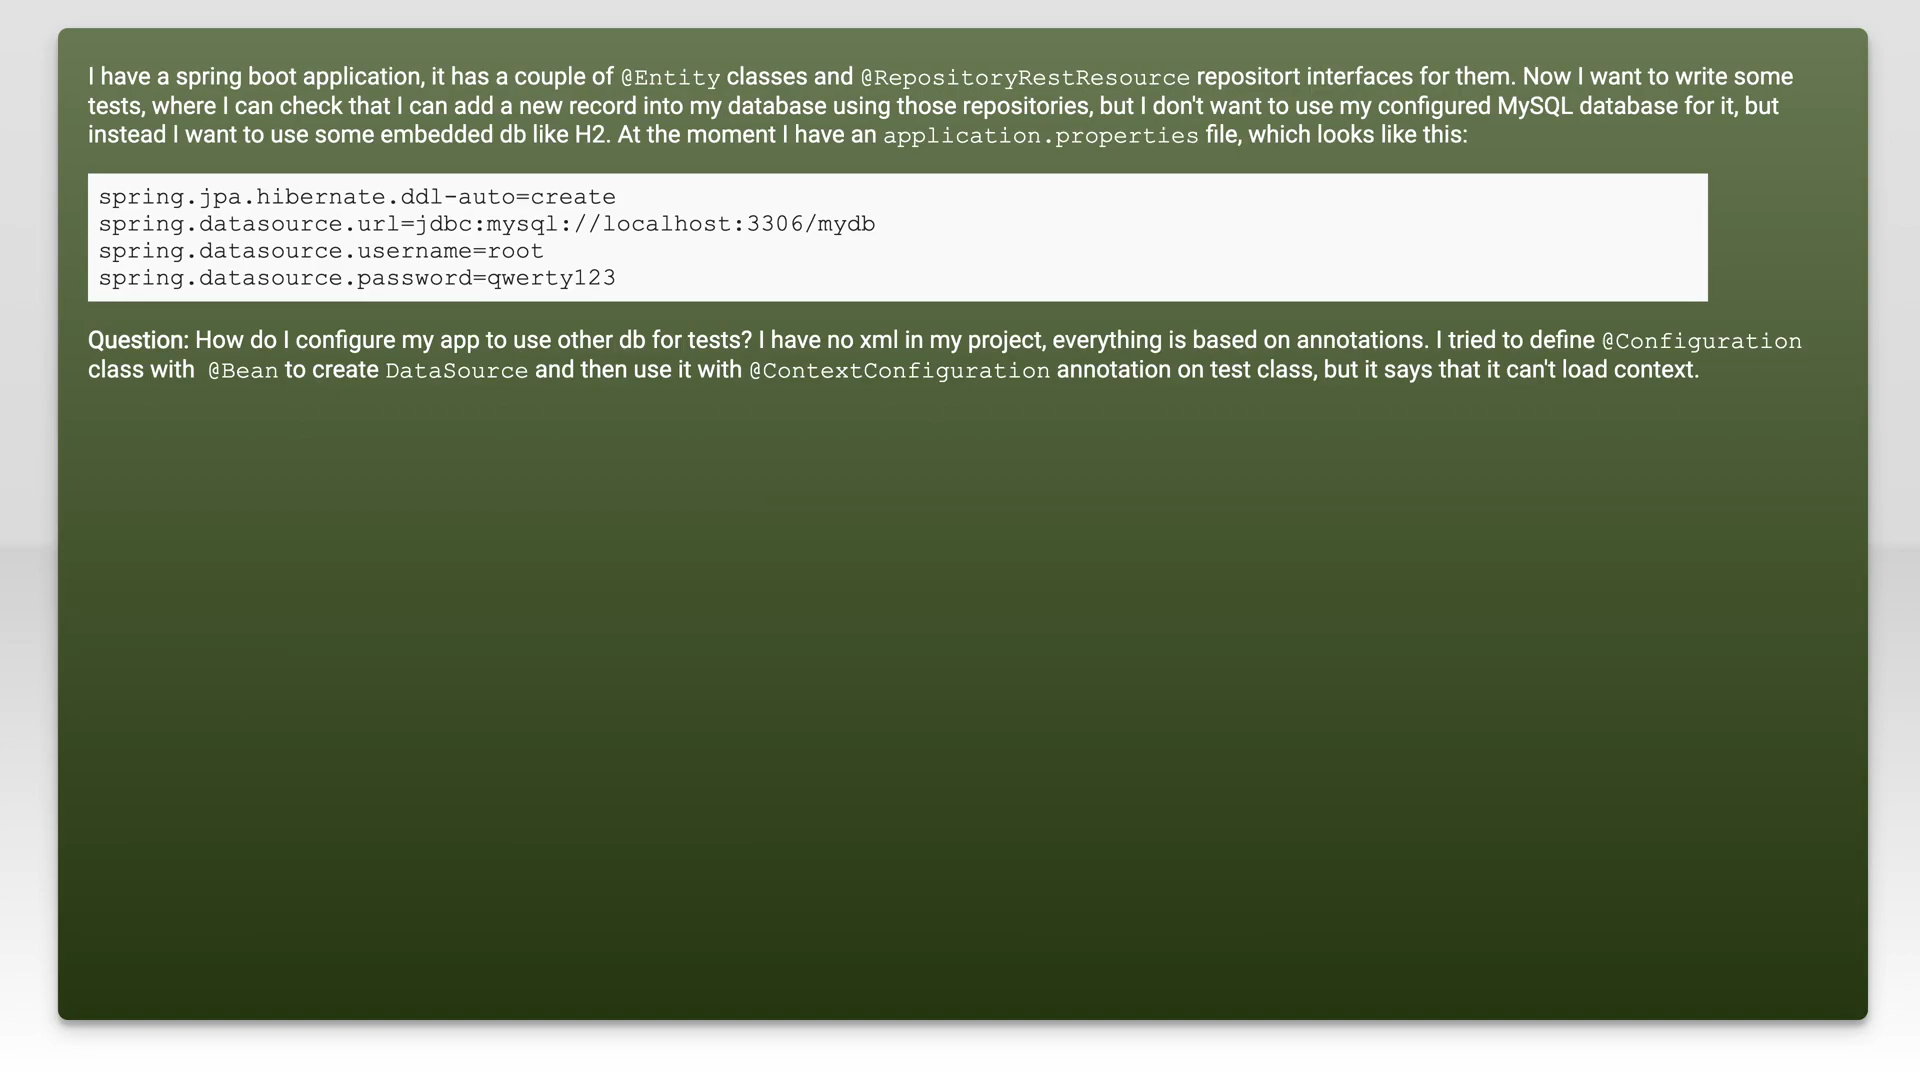 I have a spring boot application, it has a couple of @Entity classes and @RepositoryRestResource repositort interfaces for them. Now I want to write some
tests, where I can check that I can add a new record into my database using those repositories, but I don't want to use my configured MySQL database for it, but
instead I want to use some embedded db like H2. At the moment I have an application.properties file, which looks like this:
spring.jpa.hibernate.ddl-auto=create
spring.datasource.url=jdbc:mysql://localhost:3306/mydb
spring.datasource.username=root
spring.datasource.password=qwerty123
Question: How do I configure my app to use other db for tests? I have no xml in my project, everything is based on annotations. I tried to define @Configuration
class with @Bean to create DataSource and then use it with @ContextConfiguration annotation on test class, but it says that it can't load context.